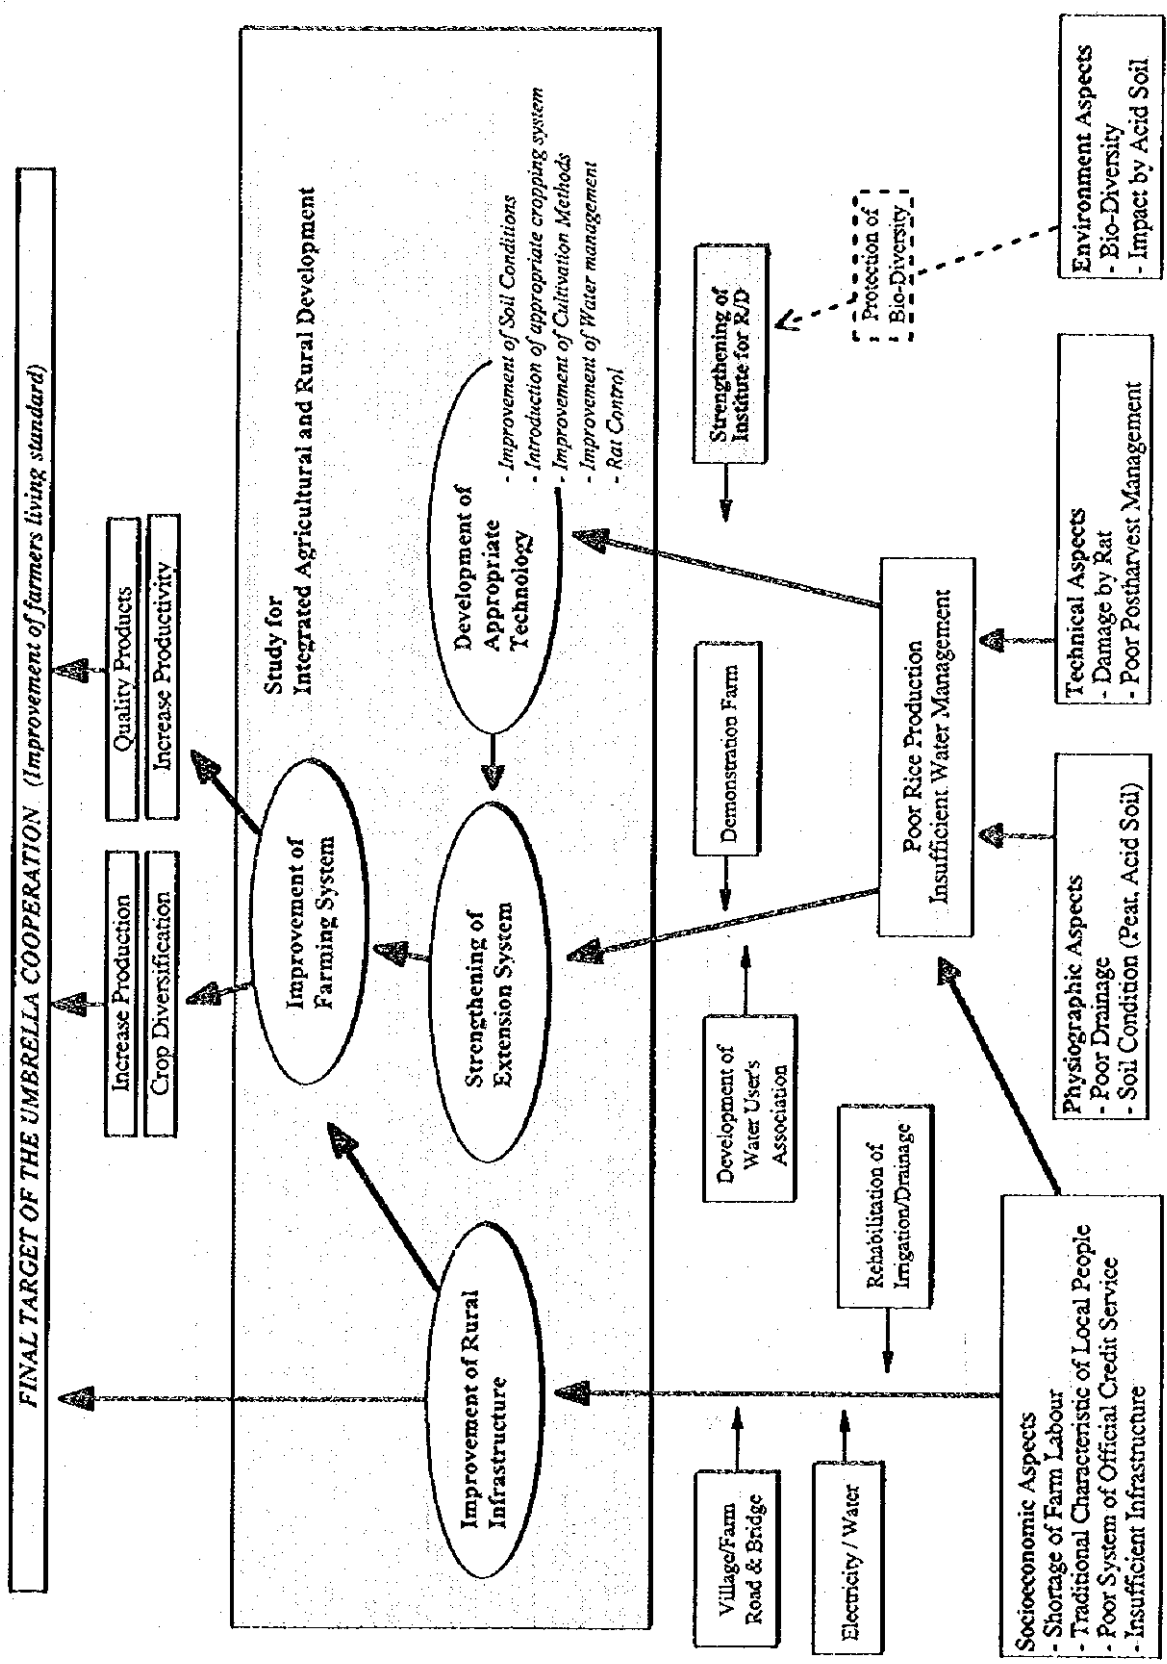 FINAL TARGET OF THE UMBRELLA COOPERATION (Improvement of farmers living standard)
Increase Production
Crop Diversification
Quality Products
Increase Productivity
Study for
Integrated Agricultural and Rural Development
Improvement of
Farming System
Improvement of Rural
Infrastructure
Strengthening of
Extension System
Development of
Appropriate
Technology
- Improvement of Soil Conditions
- Introduction of appropriate cropping system
- Improvement of Cultivation Methods
- Improvement of Water management
- Rat Control
Village/Farm
Road & Bridge
Electricity / Water
Development of
Water User's
Association
Rehabilitation of
Irrigation/Drainage
Demonstration Farm
Strengthening of
Institute for R/D
Protection of
Bio-Diversity
Poor Rice Production
Insufficient Water Management
Socioeconomic Aspects
- Shortage of Farm Labour
- Traditional Characteristic of Local People
- Poor System of Official Credit Service
- Insufficient Infrastructure
Physiographic Aspects
- Poor Drainage
- Soil Condition (Peat, Acid Soil)
Technical Aspects
- Damage by Rat
- Poor Postharvest Management
Environment Aspects
- Bio-Diversity
- Impact by Acid Soil